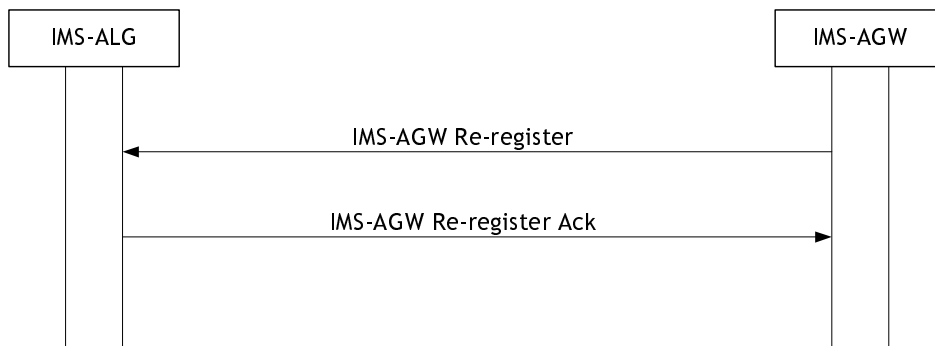 IMS-ALG
IMS-AGW
IMS-AGW Re-register
IMS-AGW Re-register Ack